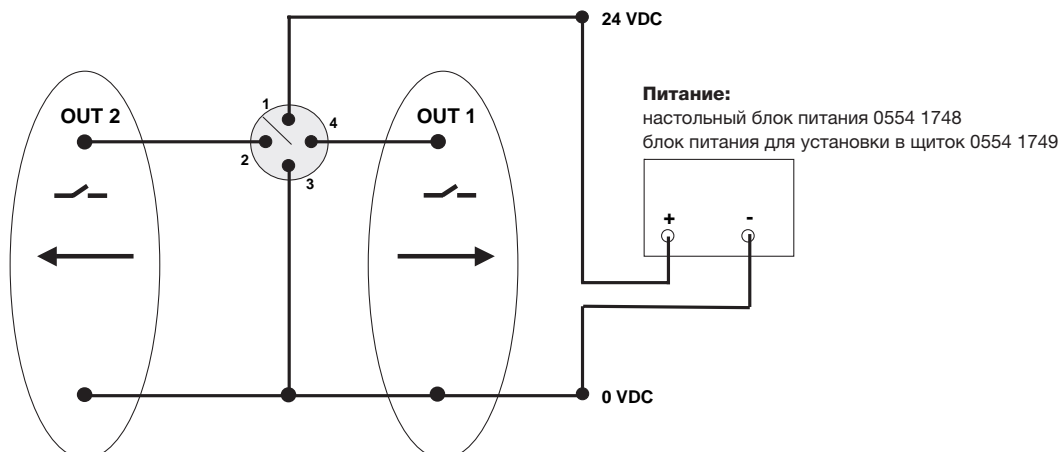 24 VDC
Питание:
настольный блок питания 0554 1748
блок питания для установки в щиток 0554 1749
OUT 2
1
4
OUT 1
2
3
+ -
0 VDC